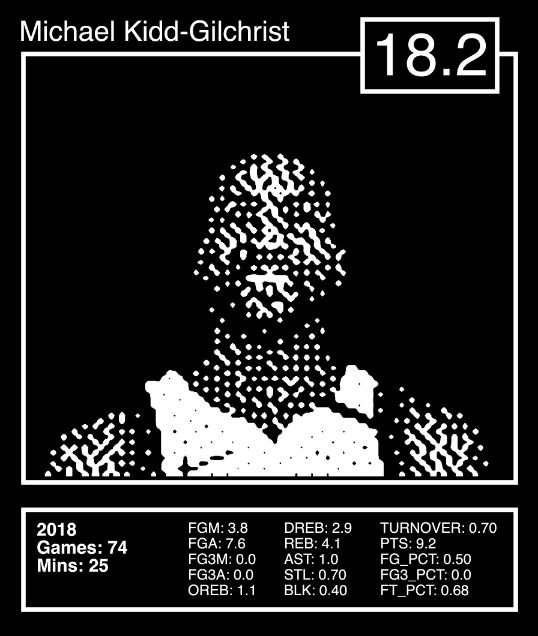 Michael Kidd-Gilchrist
18.2
2018
Games: 74
Mins: 25
FGM: 3.8
FGA: 7.6
FG3M: 0.0
FG3A: 0.0
OREB: 1.1
DREB: 2.9
REB: 4.1
AST: 1.0
STL: 0.70
BLK: 0.40
TURNOVER: 0.70
PTS: 9.2
FG_PCT: 0.50
FG3_PCT: 0.0
FT_PCT: 0.68